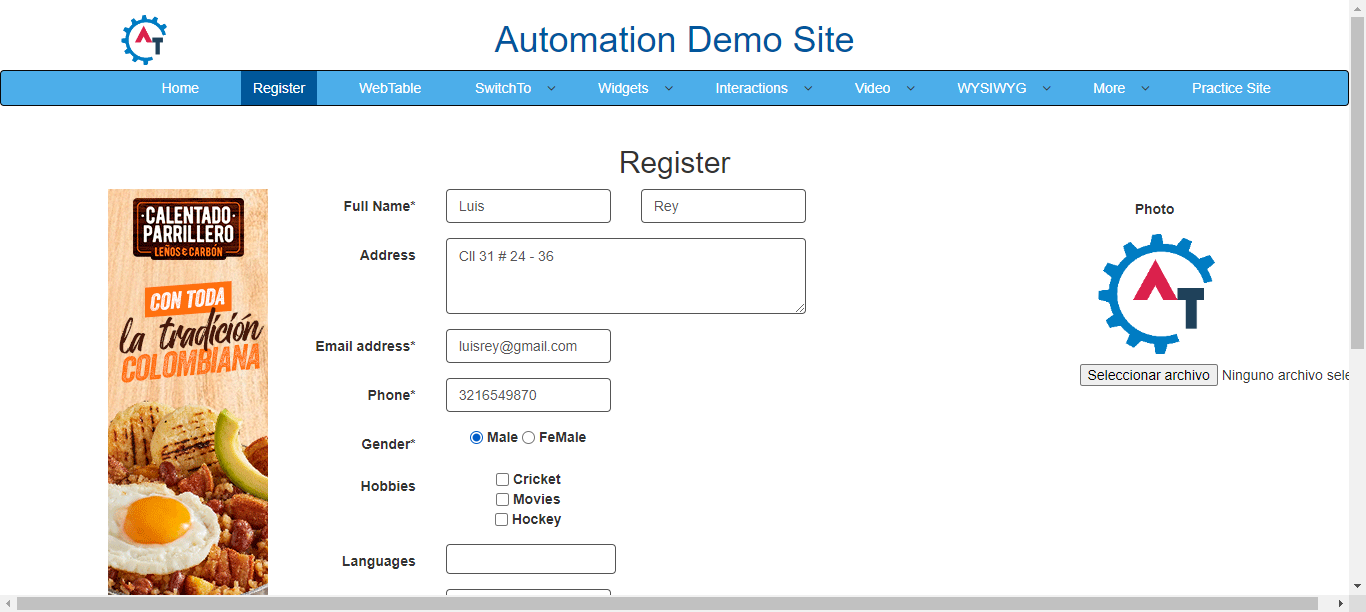 AT
Automation Demo Site
Home Register WebTable SwitchTo Widgets Interactions Video WYSIWYG More Practice Site
Register
CALENTADO
PARRILLERO
LEÑOS & CARBÓN
CON TODA
la tradición
COLOMBIANA
Full Name* Luis Rey
Address Cll 31 # 24 - 36
Email address* luisrey@gmail.com
Phone* 3216549870
Gender* Male FeMale
Hobbies Cricket
Movies
Hockey
Languages
Photo
AT
Seleccionar archivo Ninguno archivo sele